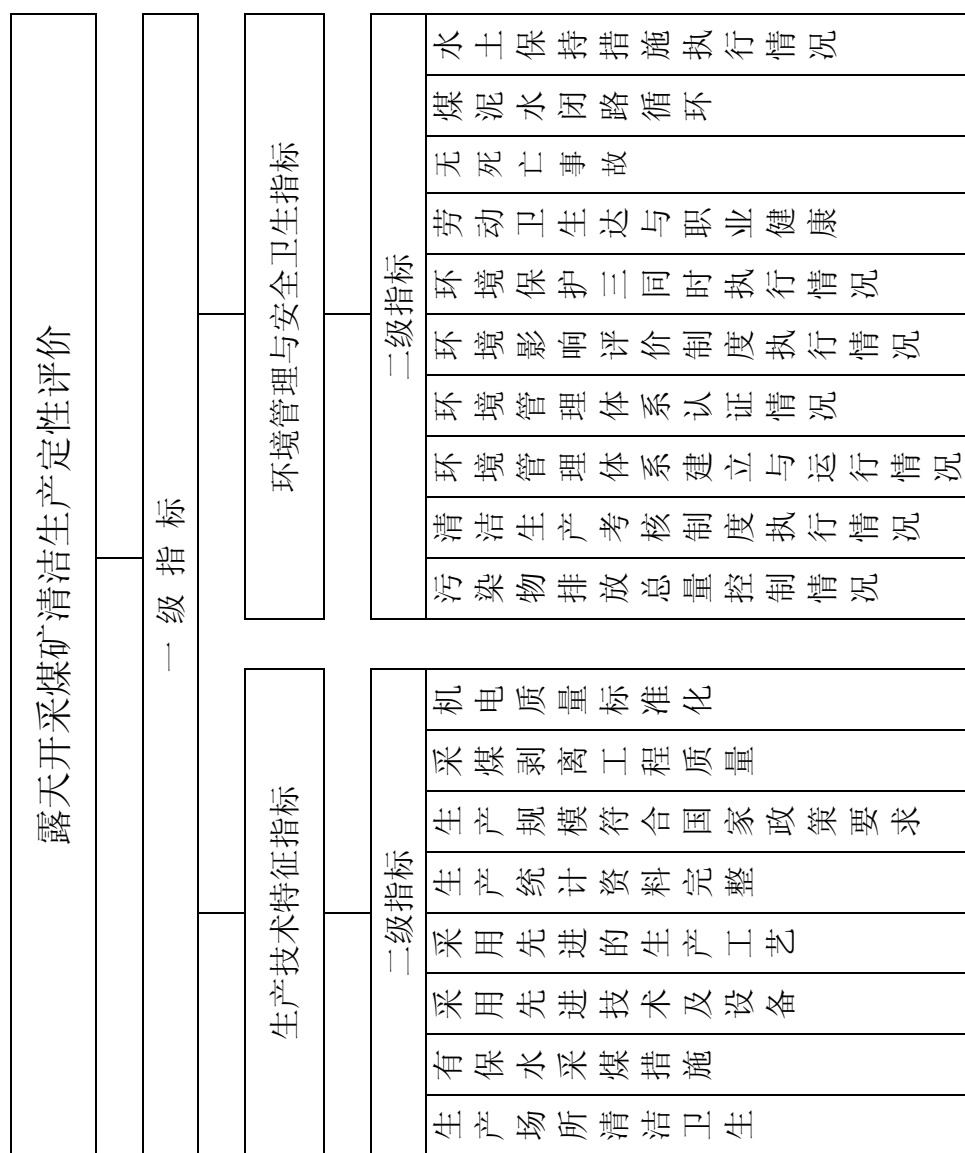 露天开采煤矿清洁生产定性评价
一级指标
生产技术特征指标
环境管理与安全卫生指标
二级指标
二级指标
生产场所清洁卫生
有保水采煤措施
采用先进技术及设备
采用先进的生产工艺
生产统计资料完整
生产规模符合国家政策要求
采煤剥离工程质量
机电质量标准化
污染物排放总量控制情况
清洁生产考核制度执行情况
环境管理体系建立与运行情况
环境管理体系认证情况
环境影响评价制度执行情况
环境保护三同时执行情况
劳动卫生达与职业健康
无死亡事故
煤泥水闭路循环
水土保持措施执行情况